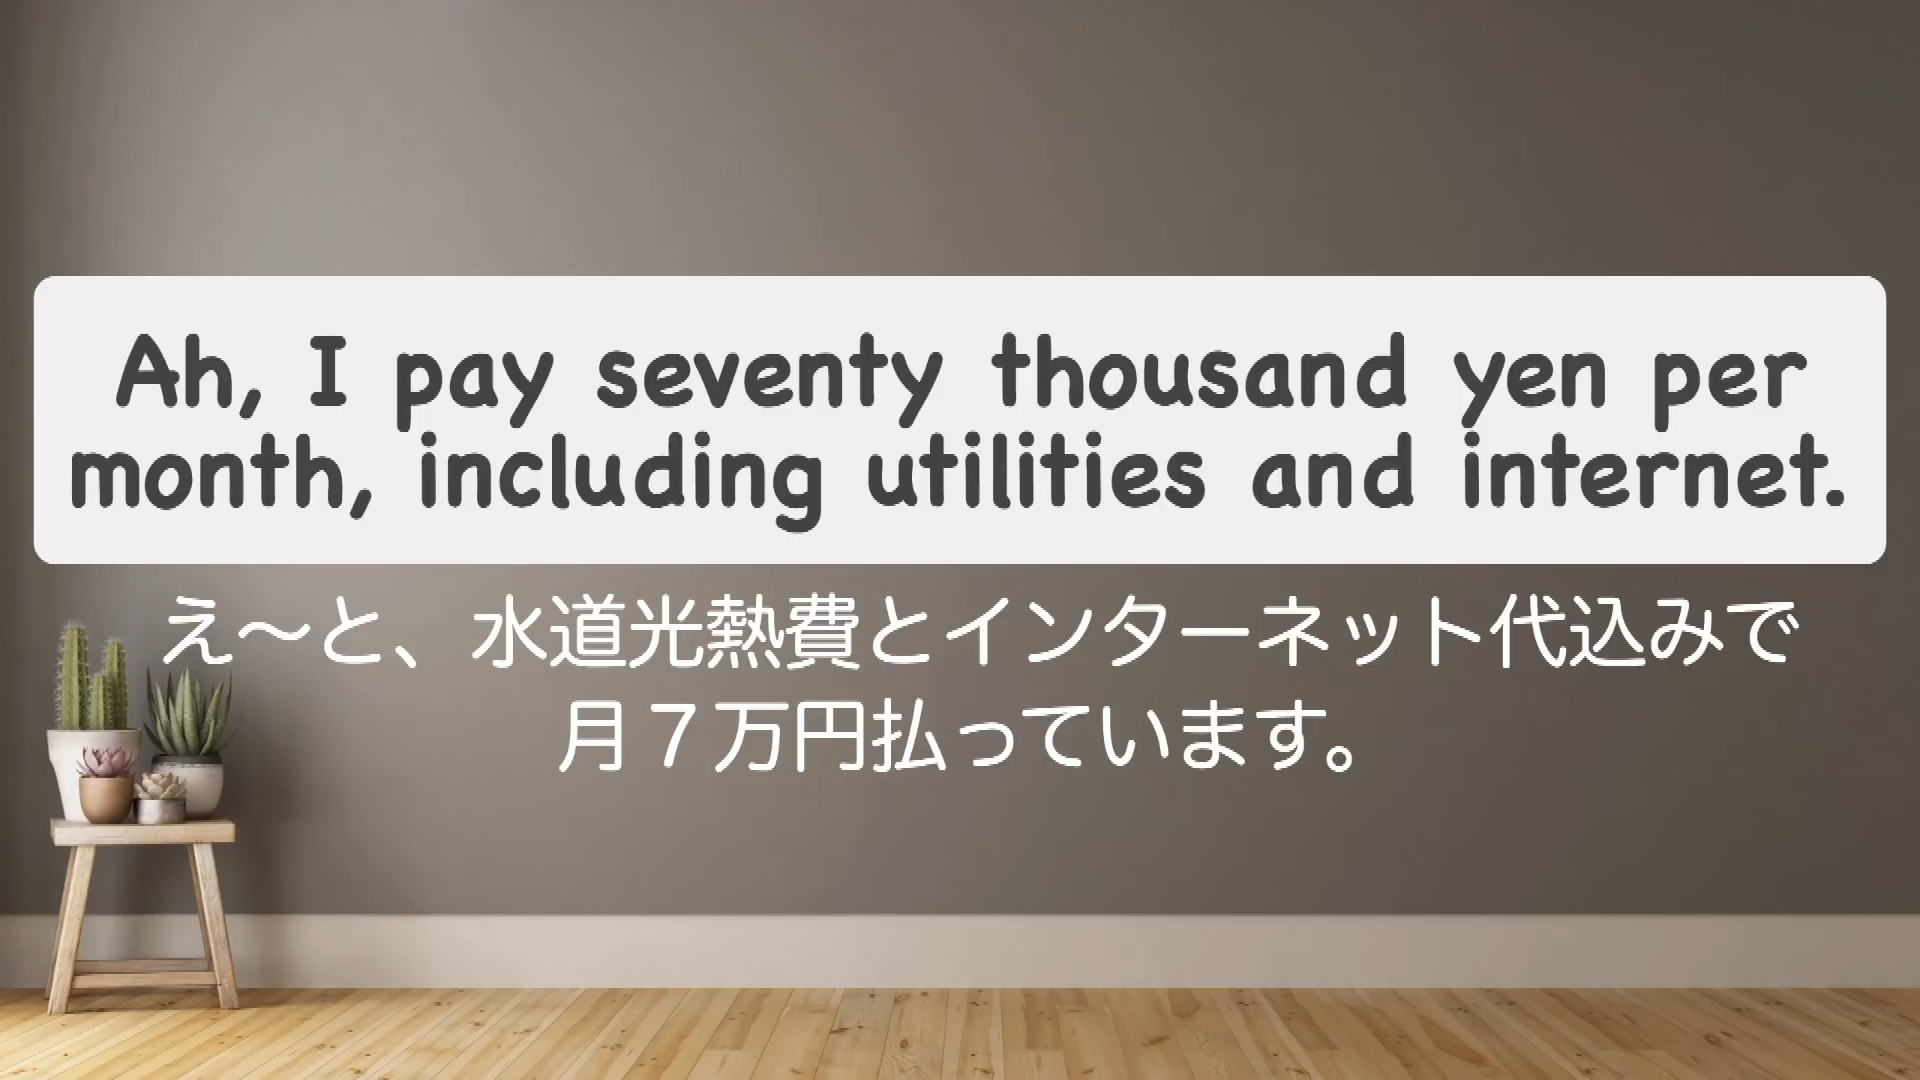 Ah, I pay seventy thousand yen per
month, including utilities and internet.
え〜と、水道光熱費とインターネット代込みで
月７万円払っています。